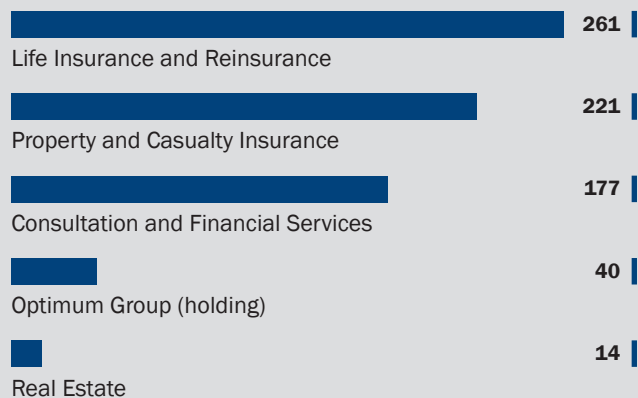 261
Life Insurance and Reinsurance
221
Property and Casualty Insurance
177
Consultation and Financial Services
40
Optimum Group (holding)
14
Real Estate